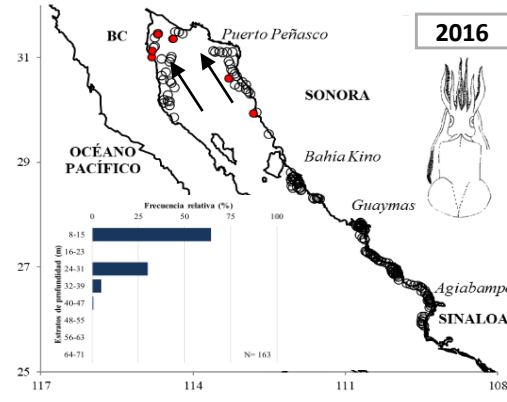 2016
BC
Puerto Peñasco
31
SONORA
OCÉANO
PACÍFICO
29
Bahía Kino
Guaymas
Frecuencia relativa (%)
0 25 50 75 100
Estratos de profundidad (m)
8-15
16-23
24-31
32-39
40-47
48-55
56-63
64-71
N= 163
27
Agiabampo
SINALOA
25
117 114 111 108